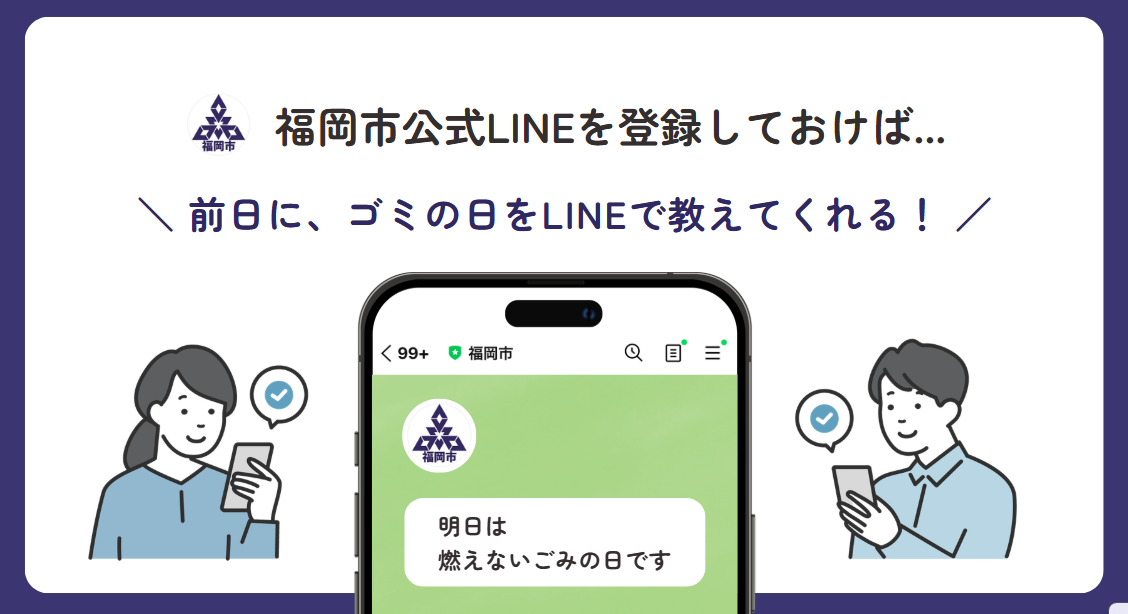 福岡市
福岡市公式LINEを登録しておけば...
＼ 前日に、ゴミの日をLINEで教えてくれる！ ／
99+ 福岡市
福岡市
明日は
燃えないごみの日です